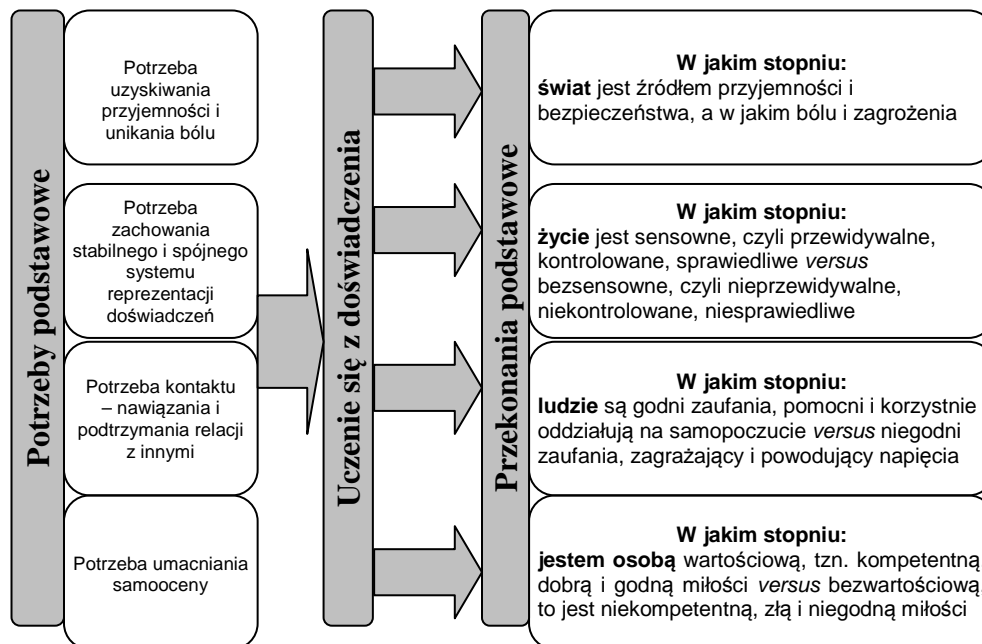 Potrzeby podstawowe
Potrzeba
uzyskiwania
przyjemności i
unikania bólu
Potrzeba
zachowania
stabilnego i spójnego
systemu
reprezentacji
doświadczeń
Potrzeba kontaktu
– nawiązania i
podtrzymania relacji
z innymi
Potrzeba umacniania
samooceny
Uczenie się z doświadczenia
Przekonania podstawowe
W jakim stopniu:
świat jest źródłem przyjemności i
bezpieczeństwa, a w jakim bólu i zagrożenia
W jakim stopniu:
życie jest sensowne, czyli przewidywalne,
kontrolowane, sprawiedliwe versus
bezsensowne, czyli nieprzewidywalne,
niekontrolowane, niesprawiedliwe
W jakim stopniu:
ludzie są godni zaufania, pomocni i korzystnie
oddziałują na samopoczucie versus niegodni
zaufania, zagrażający i powodujący napięcia
W jakim stopniu:
jestem osobą wartościową, tzn. kompetentną
dobrą i godną miłości versus bezwartościową,
to jest niekompetentną, złą i niegodną miłości